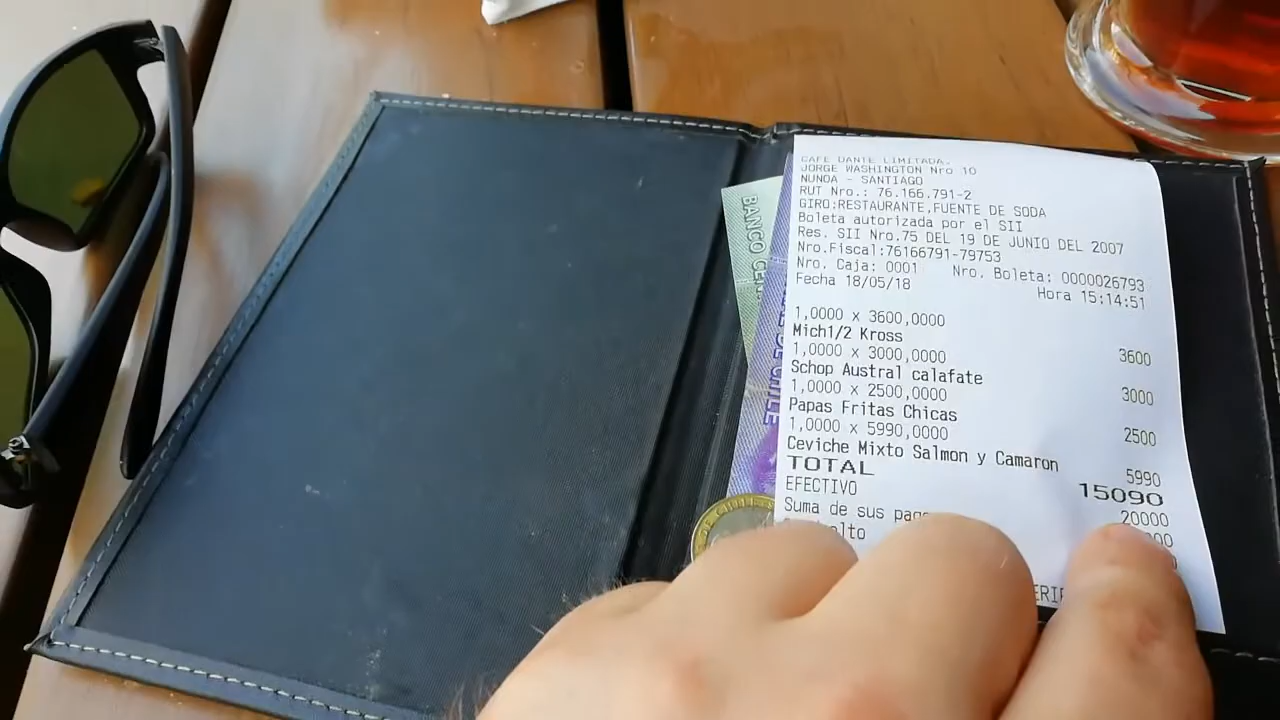 CAFE DANTE LIMITADA.
JORGE WASHINGTON Nro 10
NUNOA - SANTIAGO
RUT Nro.: 76.166.791-2
GIRO:RESTAURANTE,FUENTE DE SODA
Boleta autorizada por el SII
Res. SII Nro.75 DEL 19 DE JUNIO DEL 2007
Nro.Fiscal:76166791-79753
Nro. Caja: 0001 Nro. Boleta: 0000026793
Fecha 18/05/18 Hora 15:14:51
1,0000 x 3600,0000
Mich1/2 Kross 3600
1,0000 x 3000,0000
Schop Austral calafate 3000
1,0000 x 2500,0000
Papas Fritas Chicas 2500
1,0000 x 5990,0000
Ceviche Mixto Salmon y Camaron 5990
TOTAL 15090
EFECTIVO 20000
Suma de sus
BANCO
DE CHILE